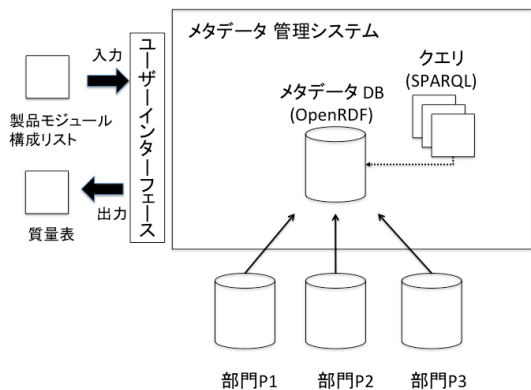 入力
製品モジュール
構成リスト
出力
質量表
ユーザーインターフェース
メタデータ 管理システム
メタデータ DB
(OpenRDF)
クエリ
(SPARQL)
部門P1
部門P2
部門P3